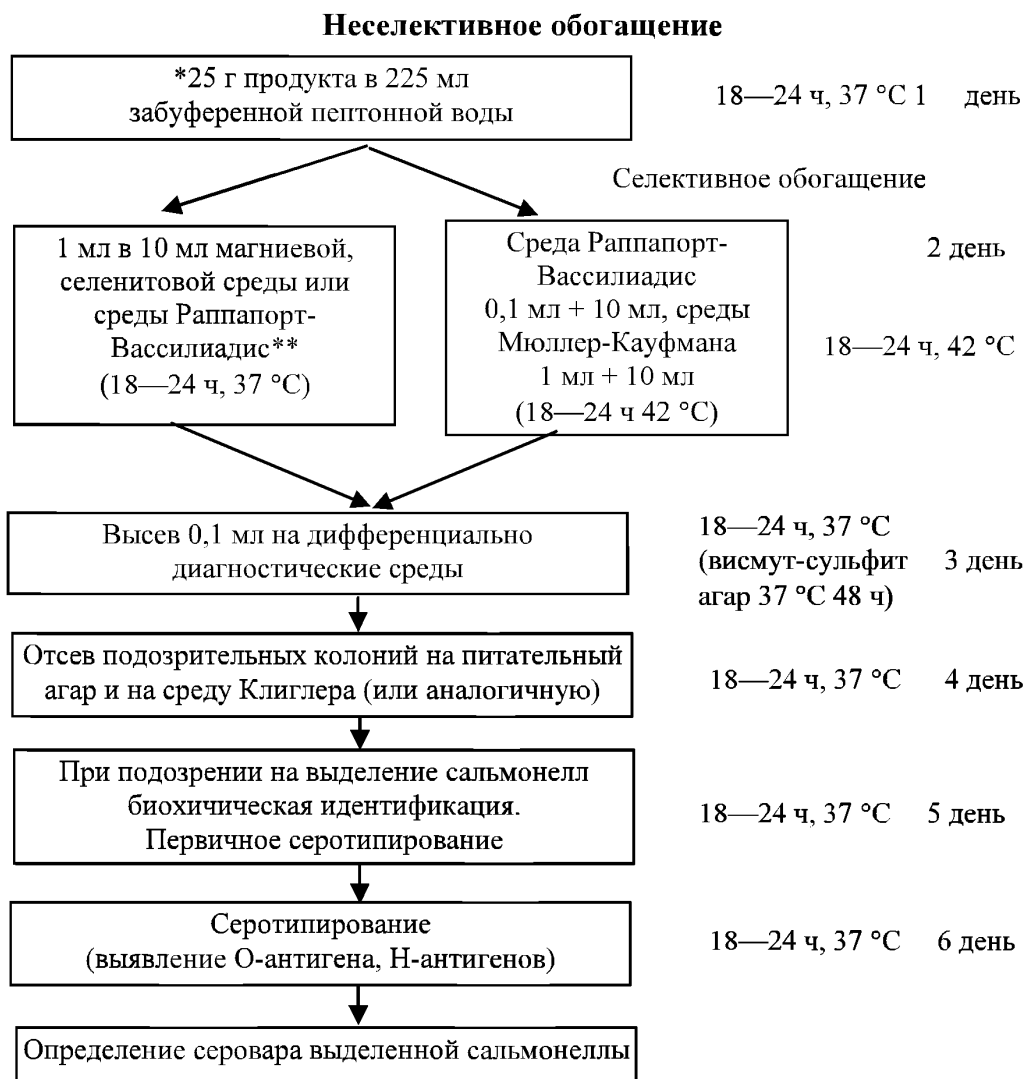 Неселективное обогащение
*25 г продукта в 225 мл
забуференной пептонной воды
18—24 ч, 37 °С 1 день
Селективное обогащение
1 мл в 10 мл магниевой,
селенитовой среды или
среды Раппапорт-
Вассилиадис**
(18—24 ч, 37 °С)
Среда Раппапорт-
Вассилиадис
0,1 мл + 10 мл, среды
Мюллер-Кауфмана
1 мл + 10 мл
(18—24 ч 42 °С)
2 день
18—24 ч, 42 °С
Высев 0,1 мл на дифференциально
диагностические среды
18—24 ч, 37 °С
(висмут-сульфит 3 день
агар 37 °С 48 ч)
Отсев подозрительных колоний на питательный
агар и на среду Клиглера (или аналогичную)
18—24 ч, 37 °С 4 день
При подозрении на выделение сальмонелл
биохичическая идентификация.
Первичное серотипирование
18—24 ч, 37 °С 5 день
Серотипирование
(выявление О-антигена, Н-антигенов)
18—24 ч, 37 °С 6 день
Определение серовара выделенной сальмонеллы